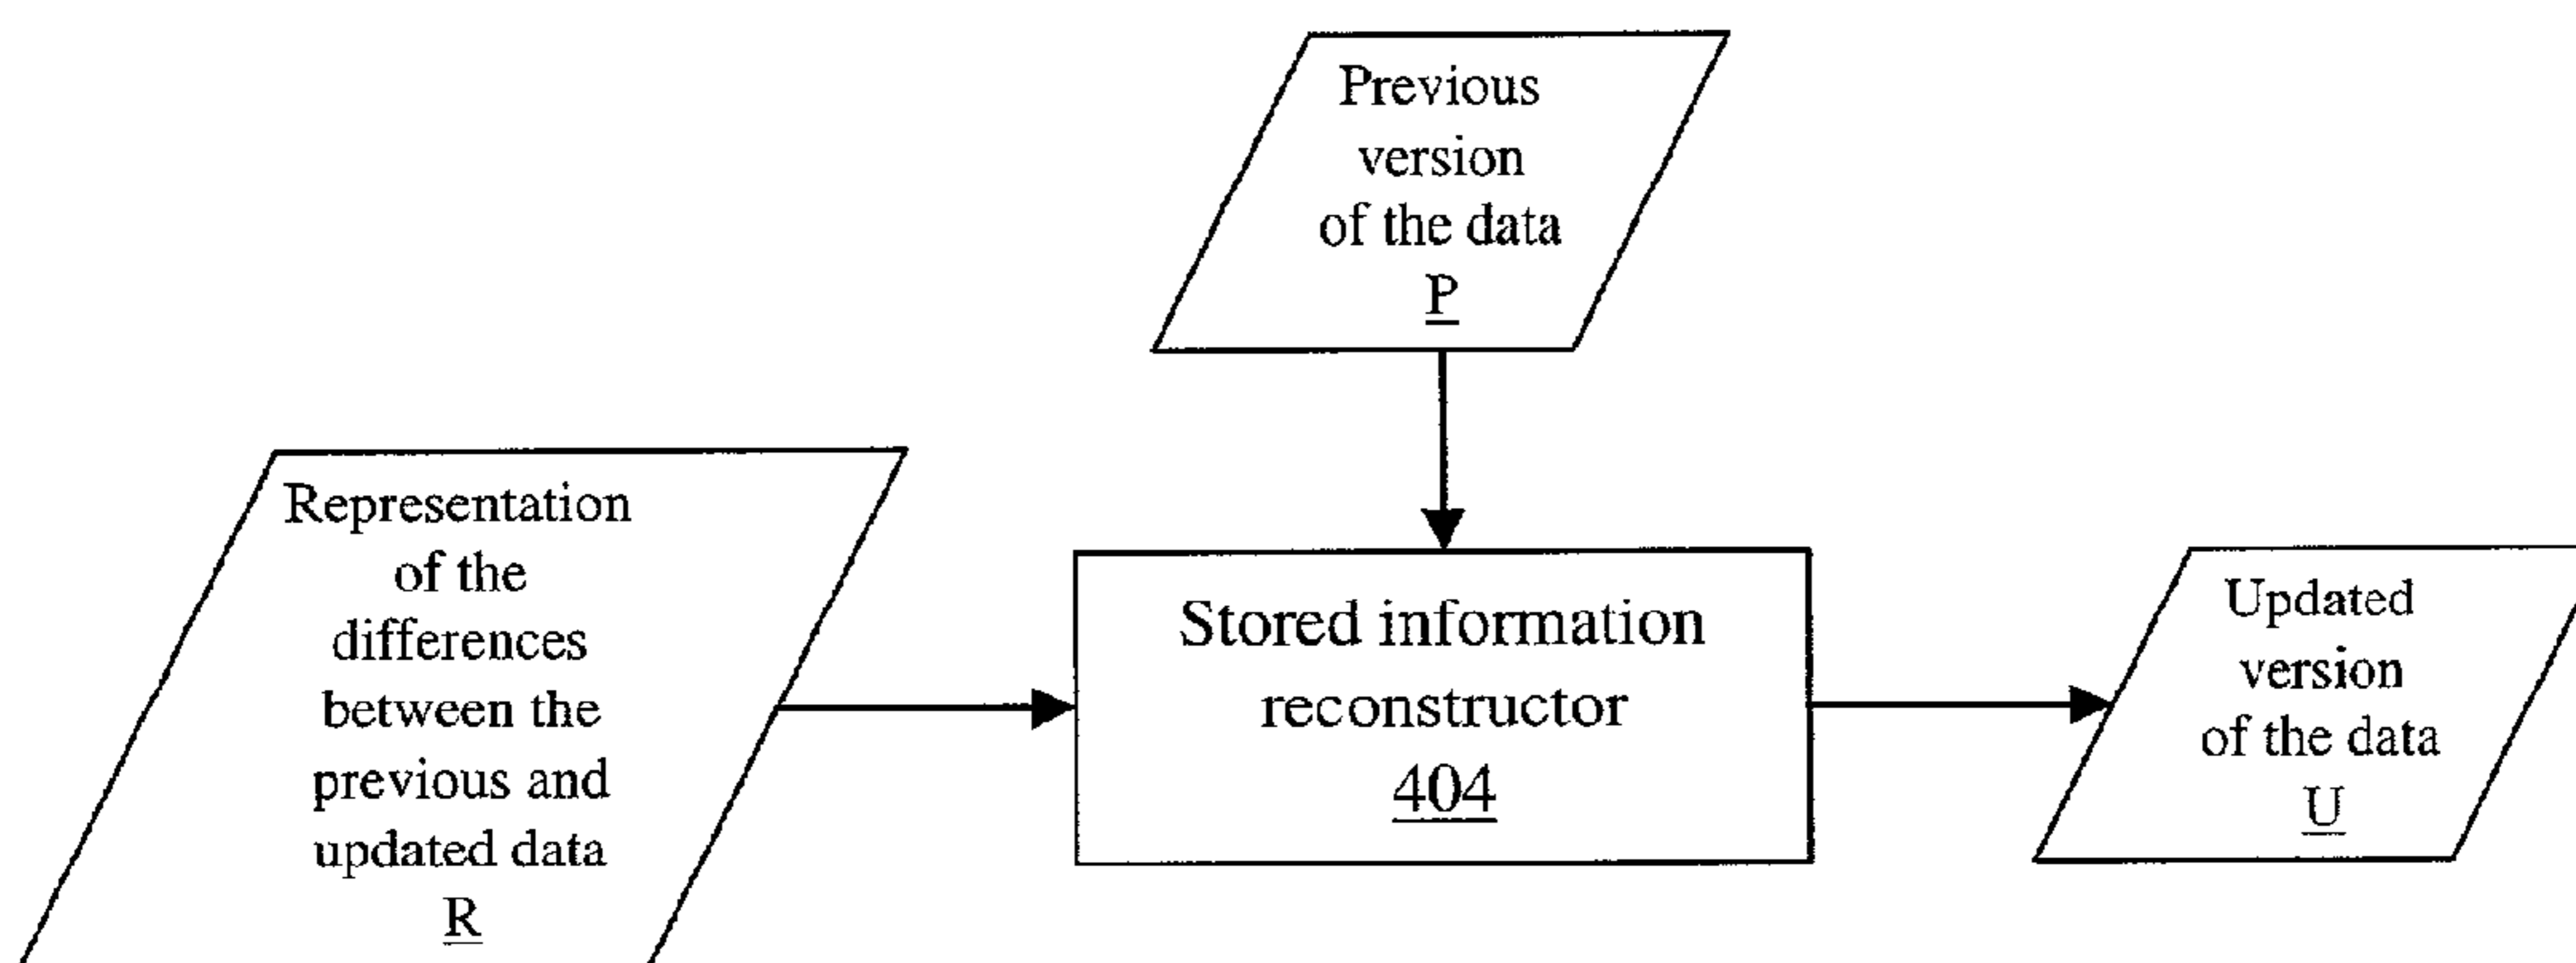 Previous
version
of the data
P
Representation
of the
differences
between the
previous and
updated data
R
Stored information
reconstructor
404
Updated
version
of the data
U